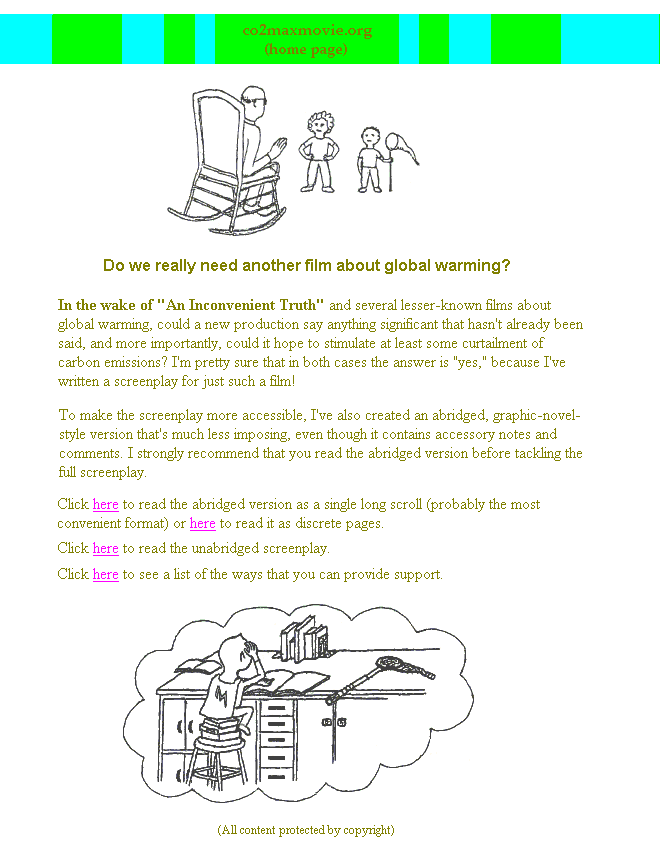 co2maxmovie.org
(home page)
Do we really need another film about global warming?
In the wake of "An Inconvenient Truth" and several lesser-known films about
global warming, could a new production say anything significant that hasn't already been
said, and more importantly, could it hope to stimulate at least some curtailment of
carbon emissions? I'm pretty sure that in both cases the answer is "yes," because I've
written a screenplay for just such a film!
To make the screenplay more accessible, I've also created an abridged, graphic-novel-
style version that's much less imposing, even though it contains accessory notes and
comments. I strongly recommend that you read the abridged version before tackling the
full screenplay.
Click here to read the abridged version as a single long scroll (probably the most
convenient format) or here to read it as discrete pages.
Click here to read the unabridged screenplay.
Click here to see a list of the ways that you can provide support.
M
(All content protected by copyright)